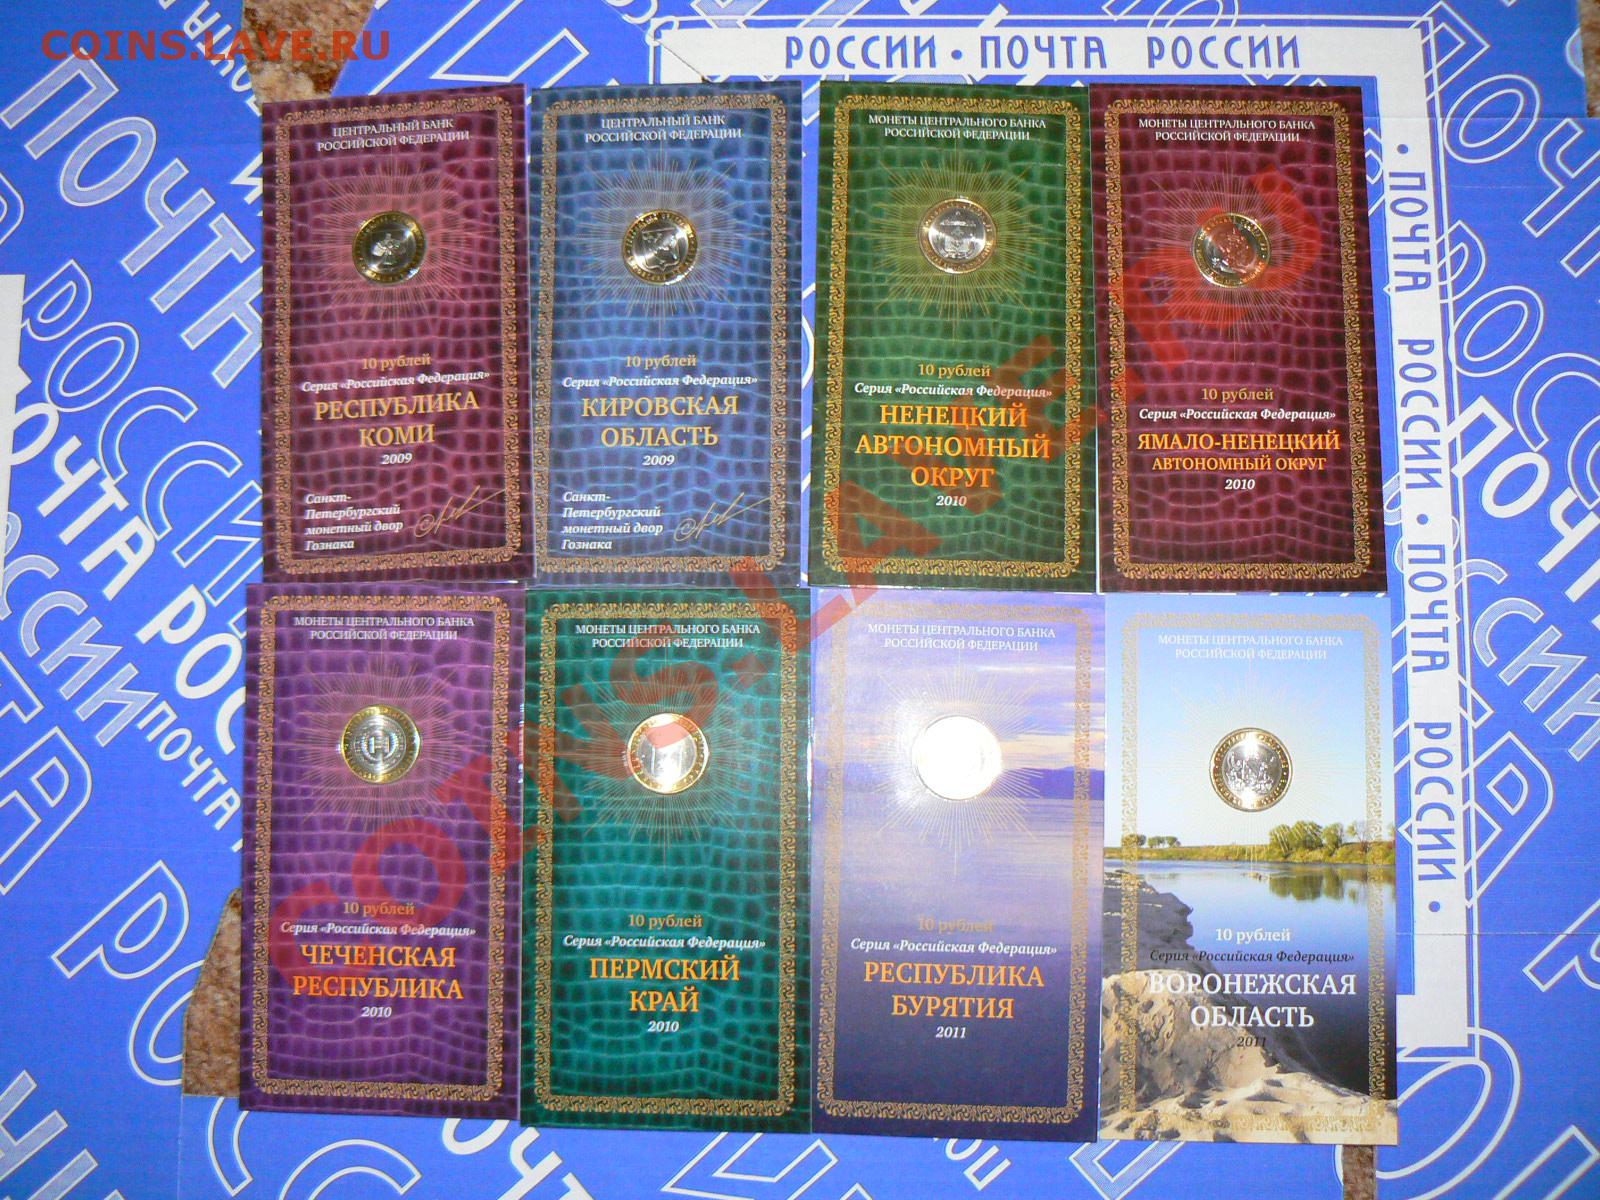 COINS.LAVE.RU
РОССИИ • ПОЧТА РОССИИ
• ПОЧТА РОССИИ • ПОЧТА РОССИИ •
ЦЕНТРАЛЬНЫЙ БАНК
РОССИЙСКОЙ ФЕДЕРАЦИИ
10 рублей
Серия «Российская Федерация»
РЕСПУБЛИКА
КОМИ
2009
Санкт-
Петербургский
монетный двор
Гознака
ЦЕНТРАЛЬНЫЙ БАНК
РОССИЙСКОЙ ФЕДЕРАЦИИ
10 рублей
Серия «Российская Федерация»
КИРОВСКАЯ
ОБЛАСТЬ
2009
Санкт-
Петербургский
монетный двор
Гознака
МОНЕТЫ ЦЕНТРАЛЬНОГО БАНКА
РОССИЙСКОЙ ФЕДЕРАЦИИ
10 рублей
Серия «Российская Федерация»
НЕНЕЦКИЙ
АВТОНОМНЫЙ
ОКРУГ
2010
МОНЕТЫ ЦЕНТРАЛЬНОГО БАНКА
РОССИЙСКОЙ ФЕДЕРАЦИИ
10 рублей
Серия «Российская Федерация»
ЯМАЛО-НЕНЕЦКИЙ
АВТОНОМНЫЙ ОКРУГ
2010
МОНЕТЫ ЦЕНТРАЛЬНОГО БАНКА
РОССИЙСКОЙ ФЕДЕРАЦИИ
10 рублей
Серия «Российская Федерация»
ЧЕЧЕНСКАЯ
РЕСПУБЛИКА
2010
МОНЕТЫ ЦЕНТРАЛЬНОГО БАНКА
РОССИЙСКОЙ ФЕДЕРАЦИИ
10 рублей
Серия «Российская Федерация»
ПЕРМСКИЙ
КРАЙ
2010
МОНЕТЫ ЦЕНТРАЛЬНОГО БАНКА
РОССИЙСКОЙ ФЕДЕРАЦИИ
10 рублей
Серия «Российская Федерация»
РЕСПУБЛИКА
БУРЯТИЯ
2011
МОНЕТЫ ЦЕНТРАЛЬНОГО БАНКА
РОССИЙСКОЙ ФЕДЕРАЦИИ
10 рублей
Серия «Российская Федерация»
ВОРОНЕЖСКАЯ
ОБЛАСТЬ
2011
COINS.LAVE.RU